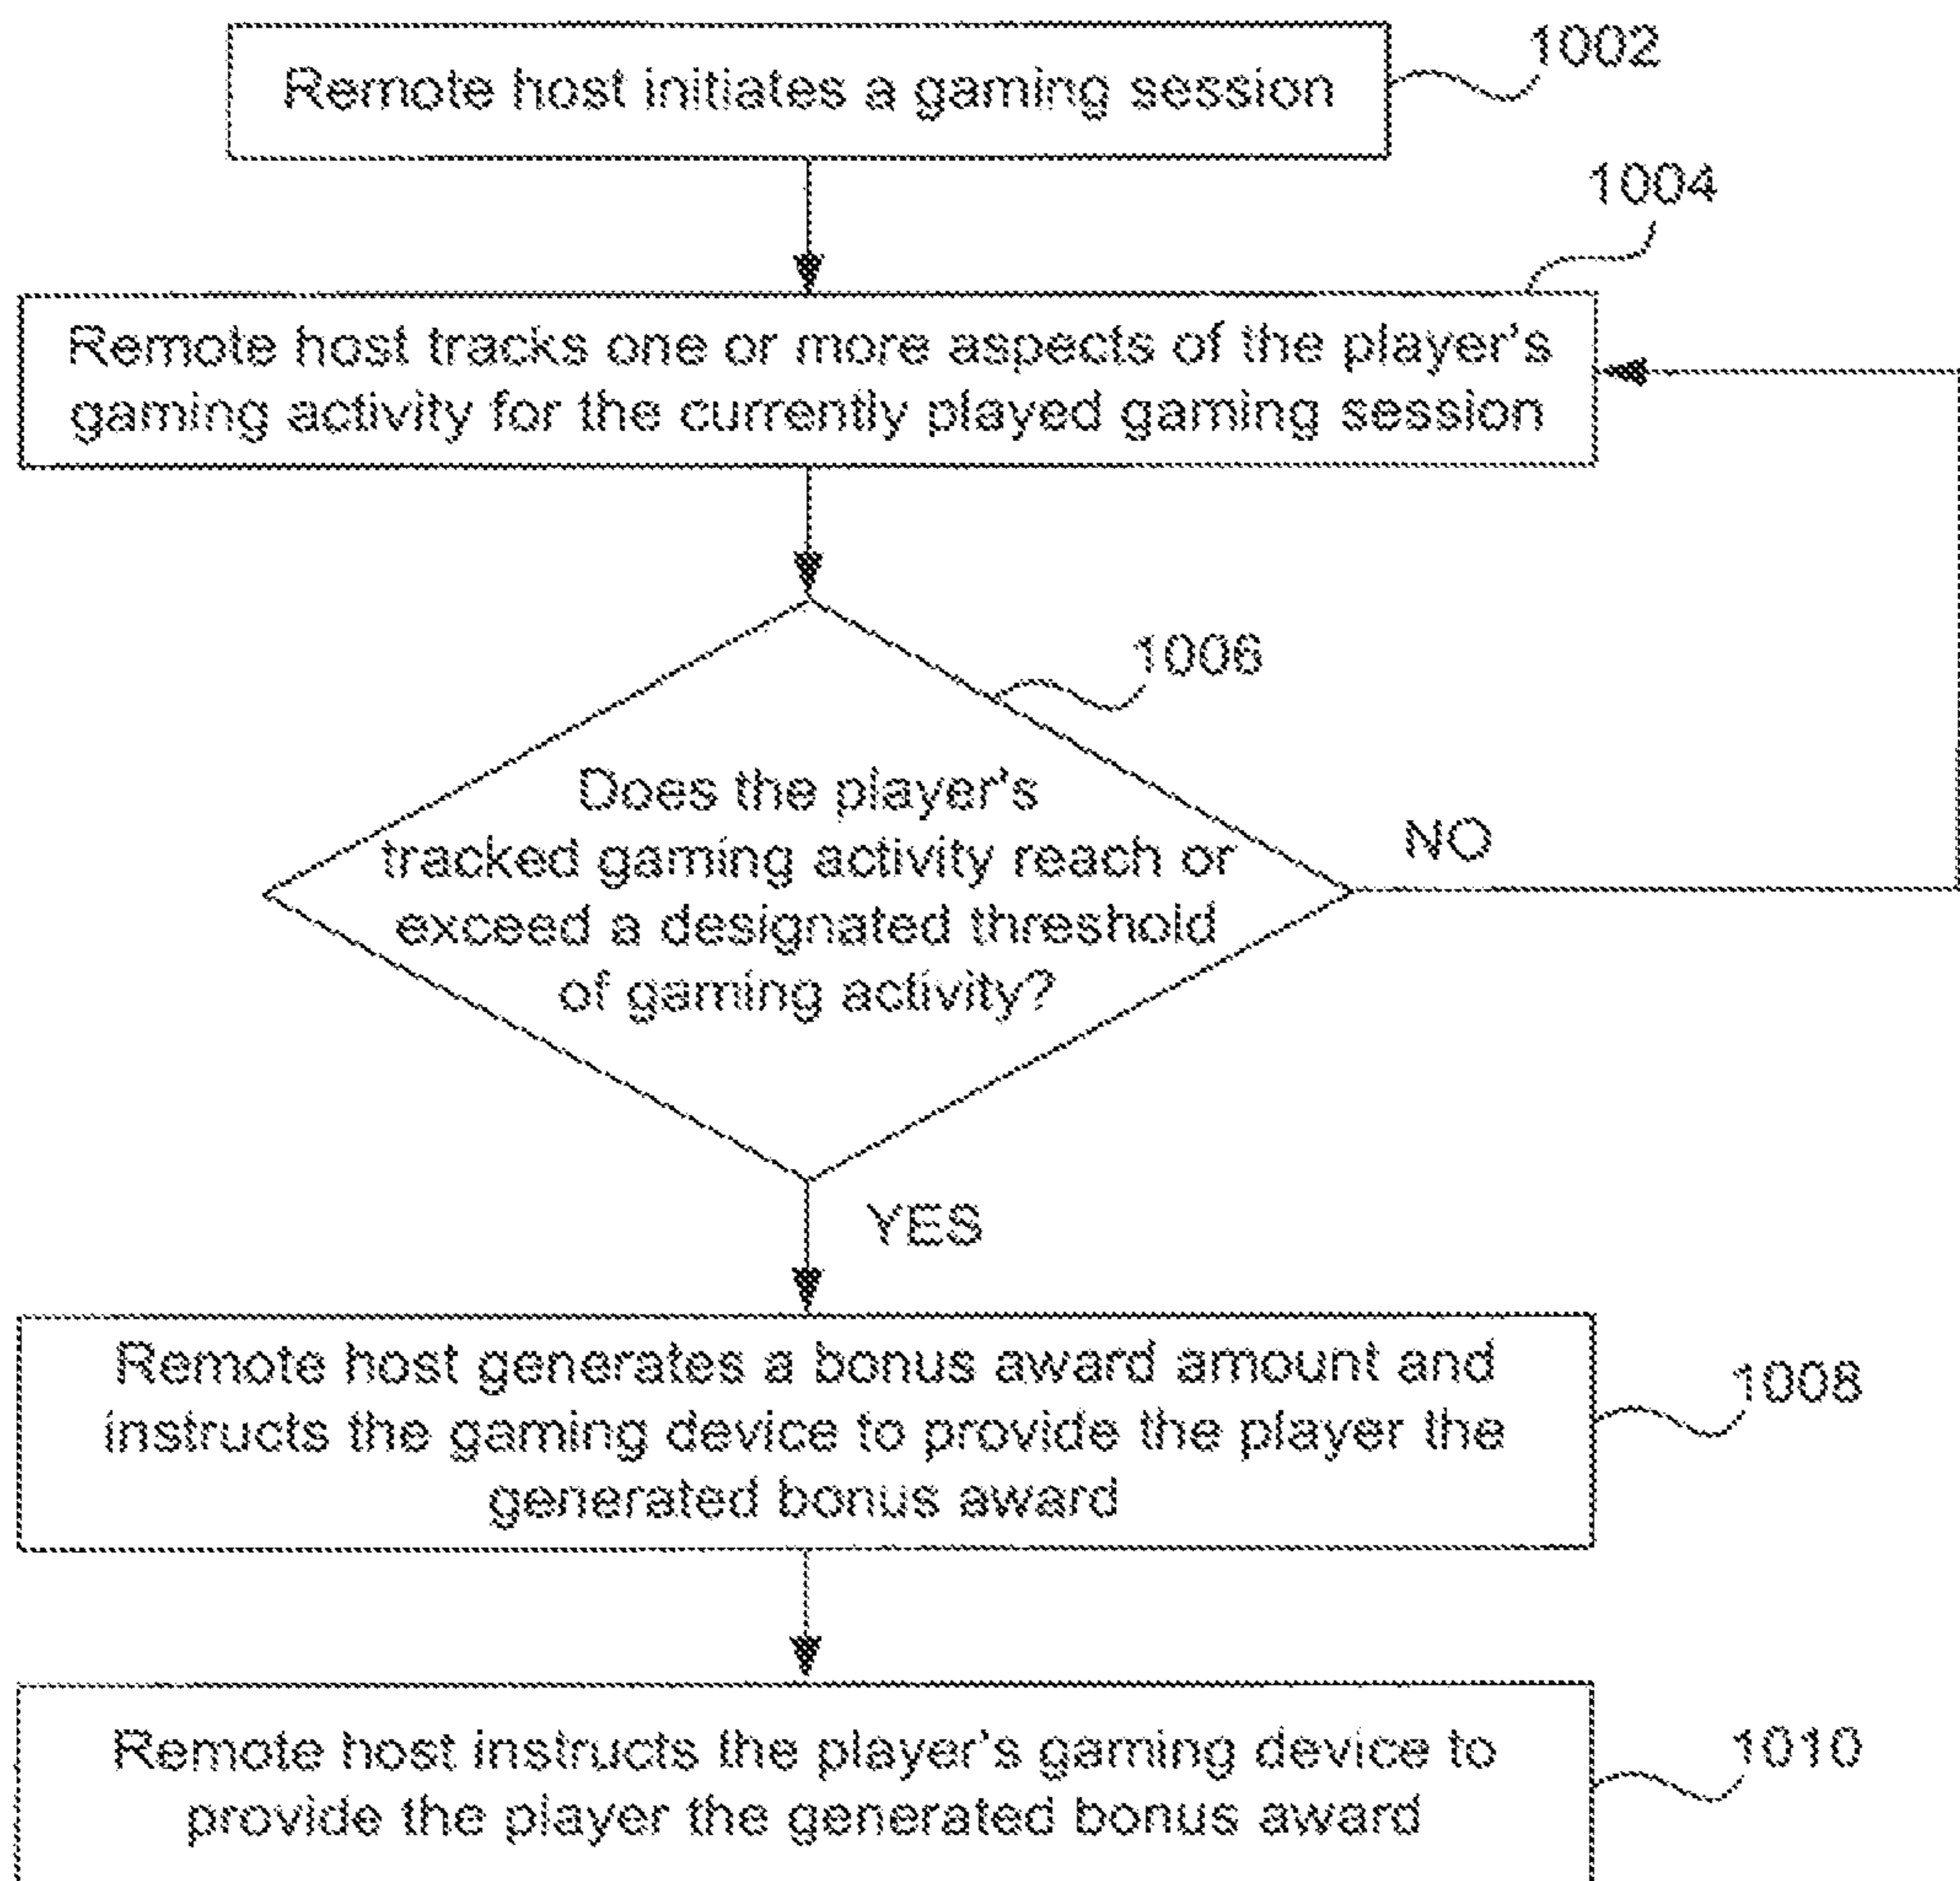 Remote host initiates a gaming session
1002
1004
Remote host tracks one or more aspects of the player's
gaming activity for the currently played gaming session
1006
Does the player's
tracked gaming activity reach or
exceed a designated threshold
of gaming activity?
NO
YES
Remote host generates a bonus award amount and
instructs the gaming device to provide the player the
generated bonus award
1008
Remote host instructs the player's gaming device to
provide the player the generated bonus award
1010